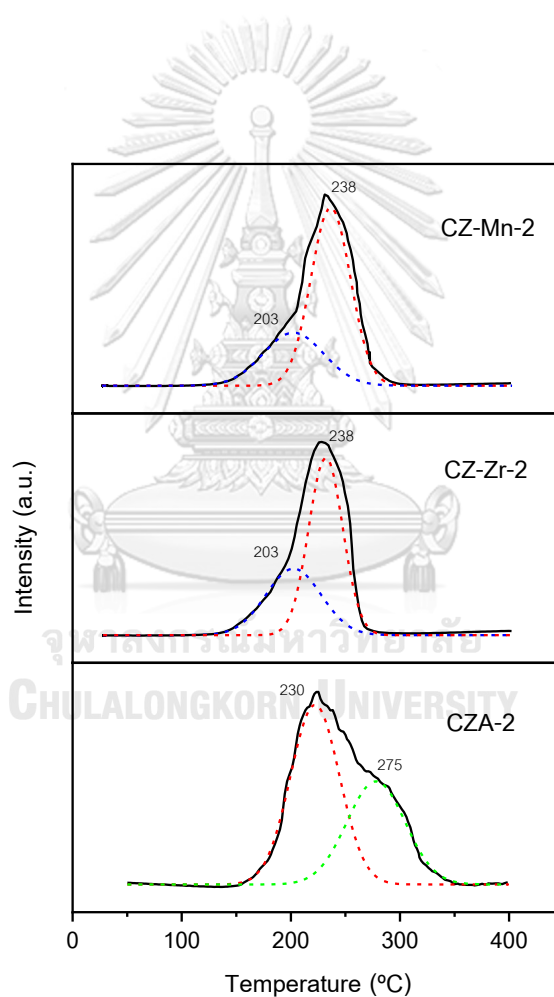 238
CZ-Mn-2
203
238
CZ-Zr-2
203
Intensity (a.u.)
จุฬาลงกรณ์มหาวิทยาลัย
CHULALONGKORN UNIVERSITY
230
CZA-2
275
0 100 200 300 400
Temperature (ºC)